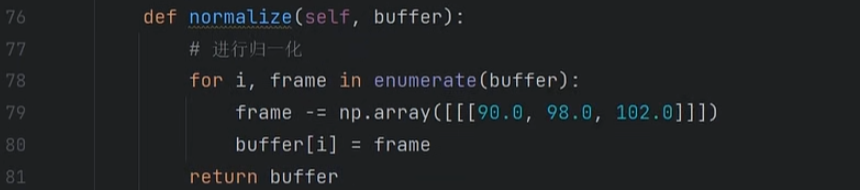 76 def normalize(self, buffer):
77 # 进行归一化
78 for i, frame in enumerate(buffer):
79 frame -= np.array([[[90.0, 98.0, 102.0]]])
80 buffer[i] = frame
81 return buffer